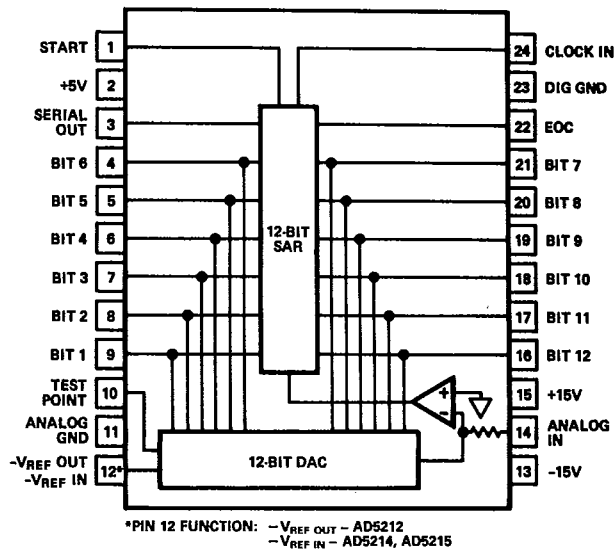 START 1
+5V 2
SERIAL
OUT 3
BIT 6 4
BIT 5 5
BIT 4 6
BIT 3 7
BIT 2 8
BIT 1 9
TEST
POINT 10
ANALOG
GND 11
–VREF OUT
–VREF IN 12*
12-BIT
SAR
+
–
12-BIT DAC
24 CLOCK IN
23 DIG GND
22 EOC
21 BIT 7
20 BIT 8
19 BIT 9
18 BIT 10
17 BIT 11
16 BIT 12
15 +15V
14 ANALOG
IN
13 –15V
*PIN 12 FUNCTION: –VREF OUT – AD5212
–VREF IN – AD5214, AD5215